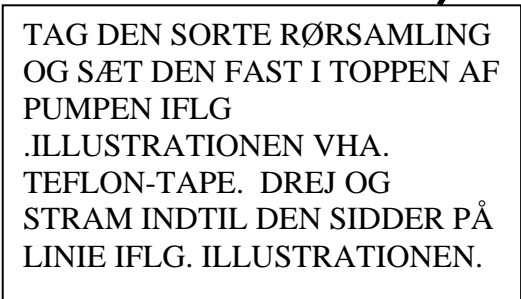 TAG DEN SORTE RØRSAMLING
OG SÆT DEN FAST I TOPPEN AF
PUMPEN IFLG
.ILLUSTRATIONEN VHA.
TEFLON-TAPE. DREJ OG
STRAM INDTIL DEN SIDDER PÅ
LINIE IFLG. ILLUSTRATIONEN.